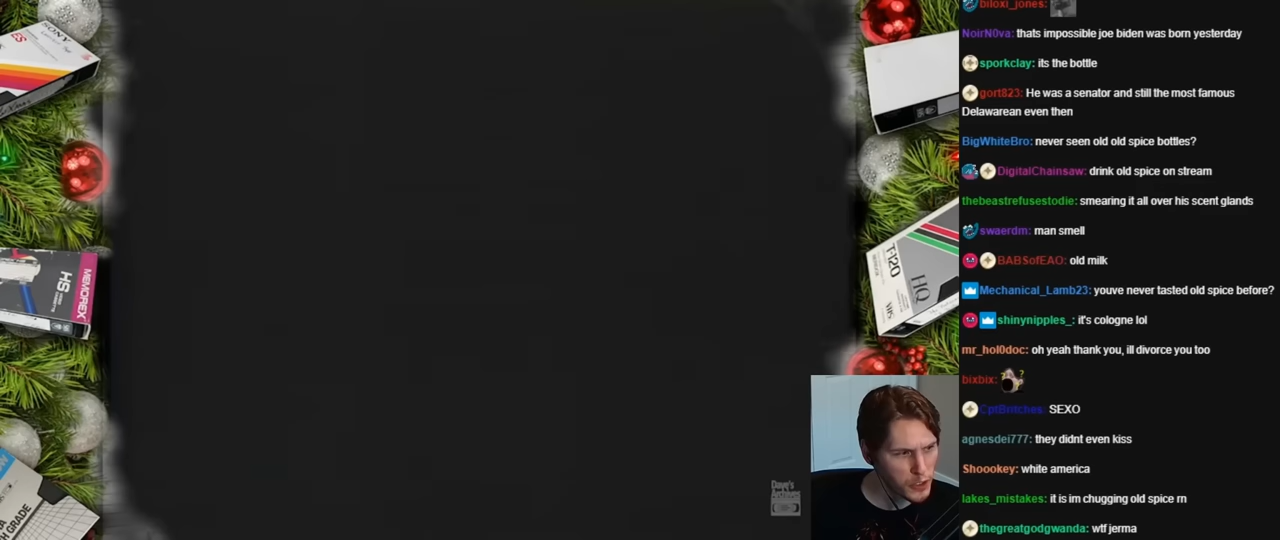 SONY
ES
MEMOREX
HS
HIGH GRADE
T-120
HQ
VHS
Dave's
biloxi_jones:
NoirN0va: thats impossible joe biden was born yesterday
sporkclay: its the bottle
gort823: He was a senator and still the most famous
Delawarean even then
BigWhiteBro: never seen old old spice bottles?
DigitalChainsaw: drink old spice on stream
thebeastrefusestodie: smearing it all over his scent glands
swaerdm: man smell
BABSofEAO: old milk
Mechanical_Lamb23: youve never tasted old spice before?
shinynipples_: it's cologne lol
mr_hol0doc: oh yeah thank you, ill divorce you too
bixbix:
CptBritches: SEXO
agnesdei777: they didnt even kiss
Shoookey: white america
lakes_mistakes: it is im chugging old spice rn
thegreatgodgwanda: wtf jerma